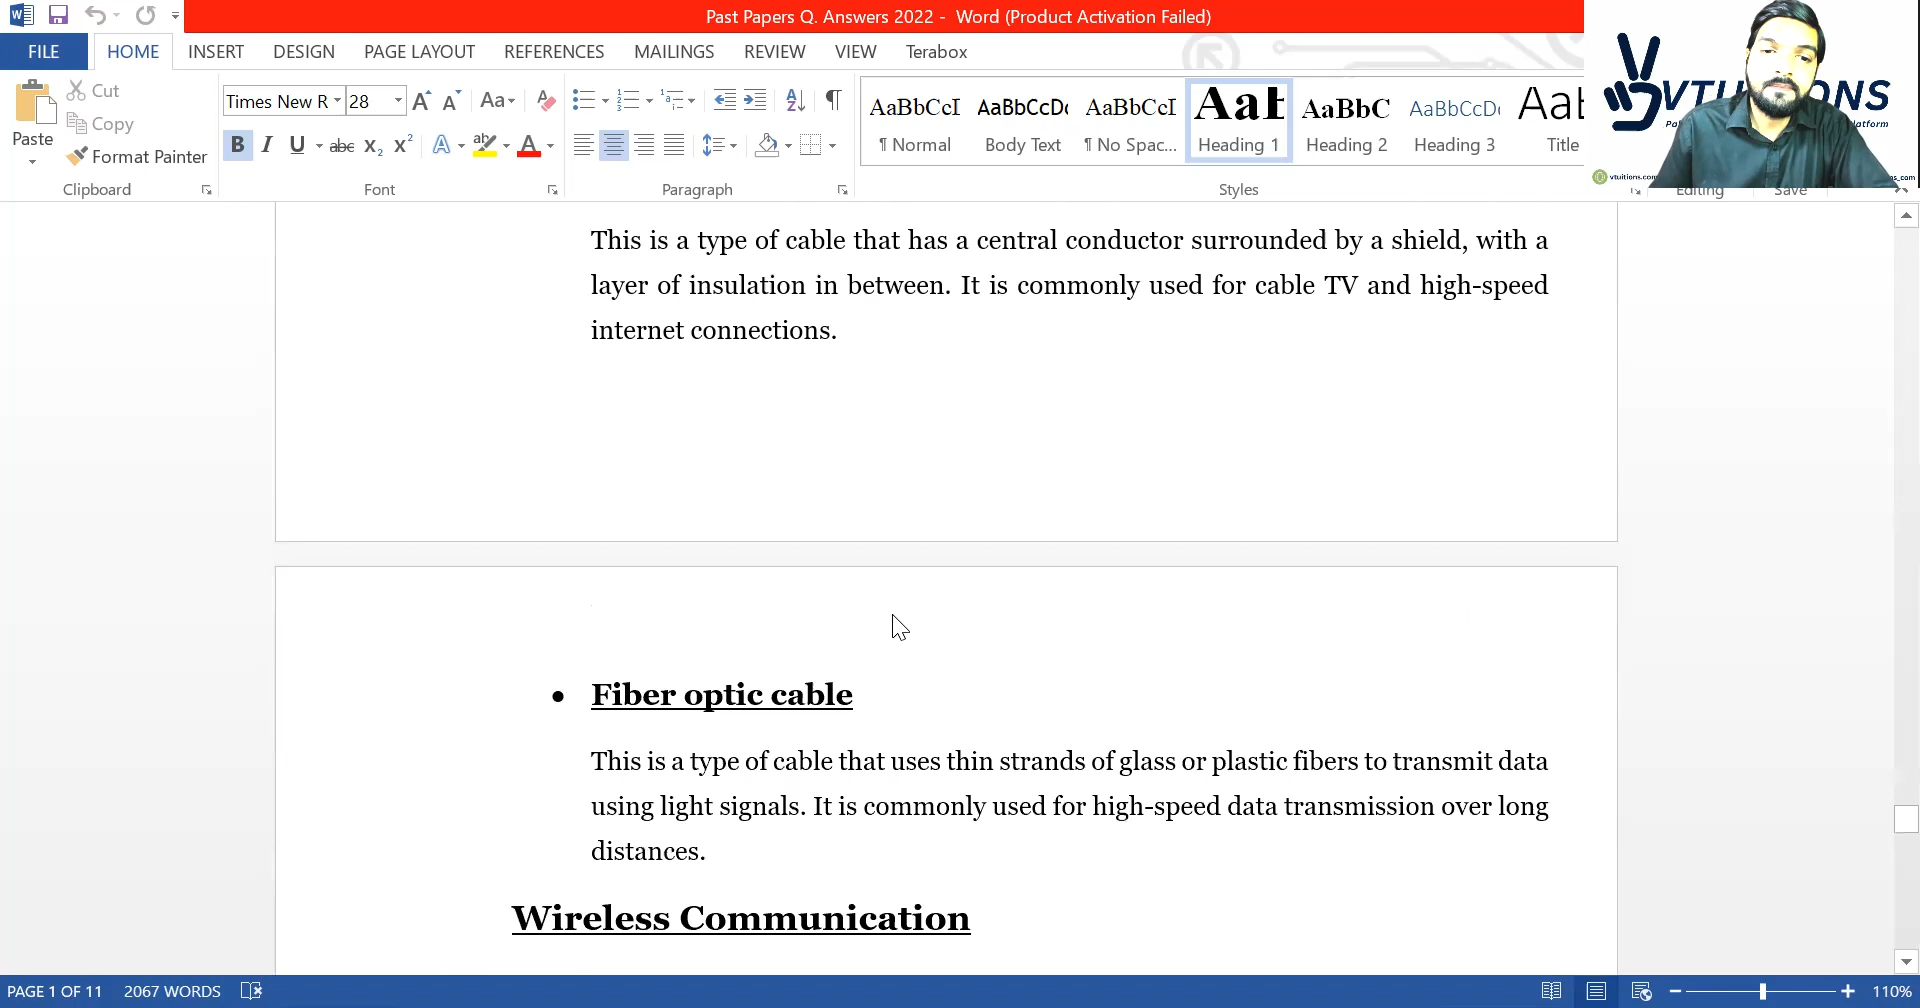 Past Papers Q. Answers 2022 - Word (Product Activation Failed)
FILE HOME INSERT DESIGN PAGE LAYOUT REFERENCES MAILINGS REVIEW VIEW Terabox
VTUITIONS
Cut
Copy
Format Painter
Paste
Clipboard
Times New R 28
Font
Paragraph
AaBbCcI AaBbCcDc AaBbCcI AaB AaBbC AaBbCcDc Aab
¶ Normal Body Text ¶ No Spac... Heading 1 Heading 2 Heading 3 Title
Styles
Editing
Save
vtuitions.com
This is a type of cable that has a central conductor surrounded by a shield, with a
layer of insulation in between. It is commonly used for cable TV and high-speed
internet connections.
• Fiber optic cable
This is a type of cable that uses thin strands of glass or plastic fibers to transmit data
using light signals. It is commonly used for high-speed data transmission over long
distances.
Wireless Communication
PAGE 1 OF 11 2067 WORDS 110%